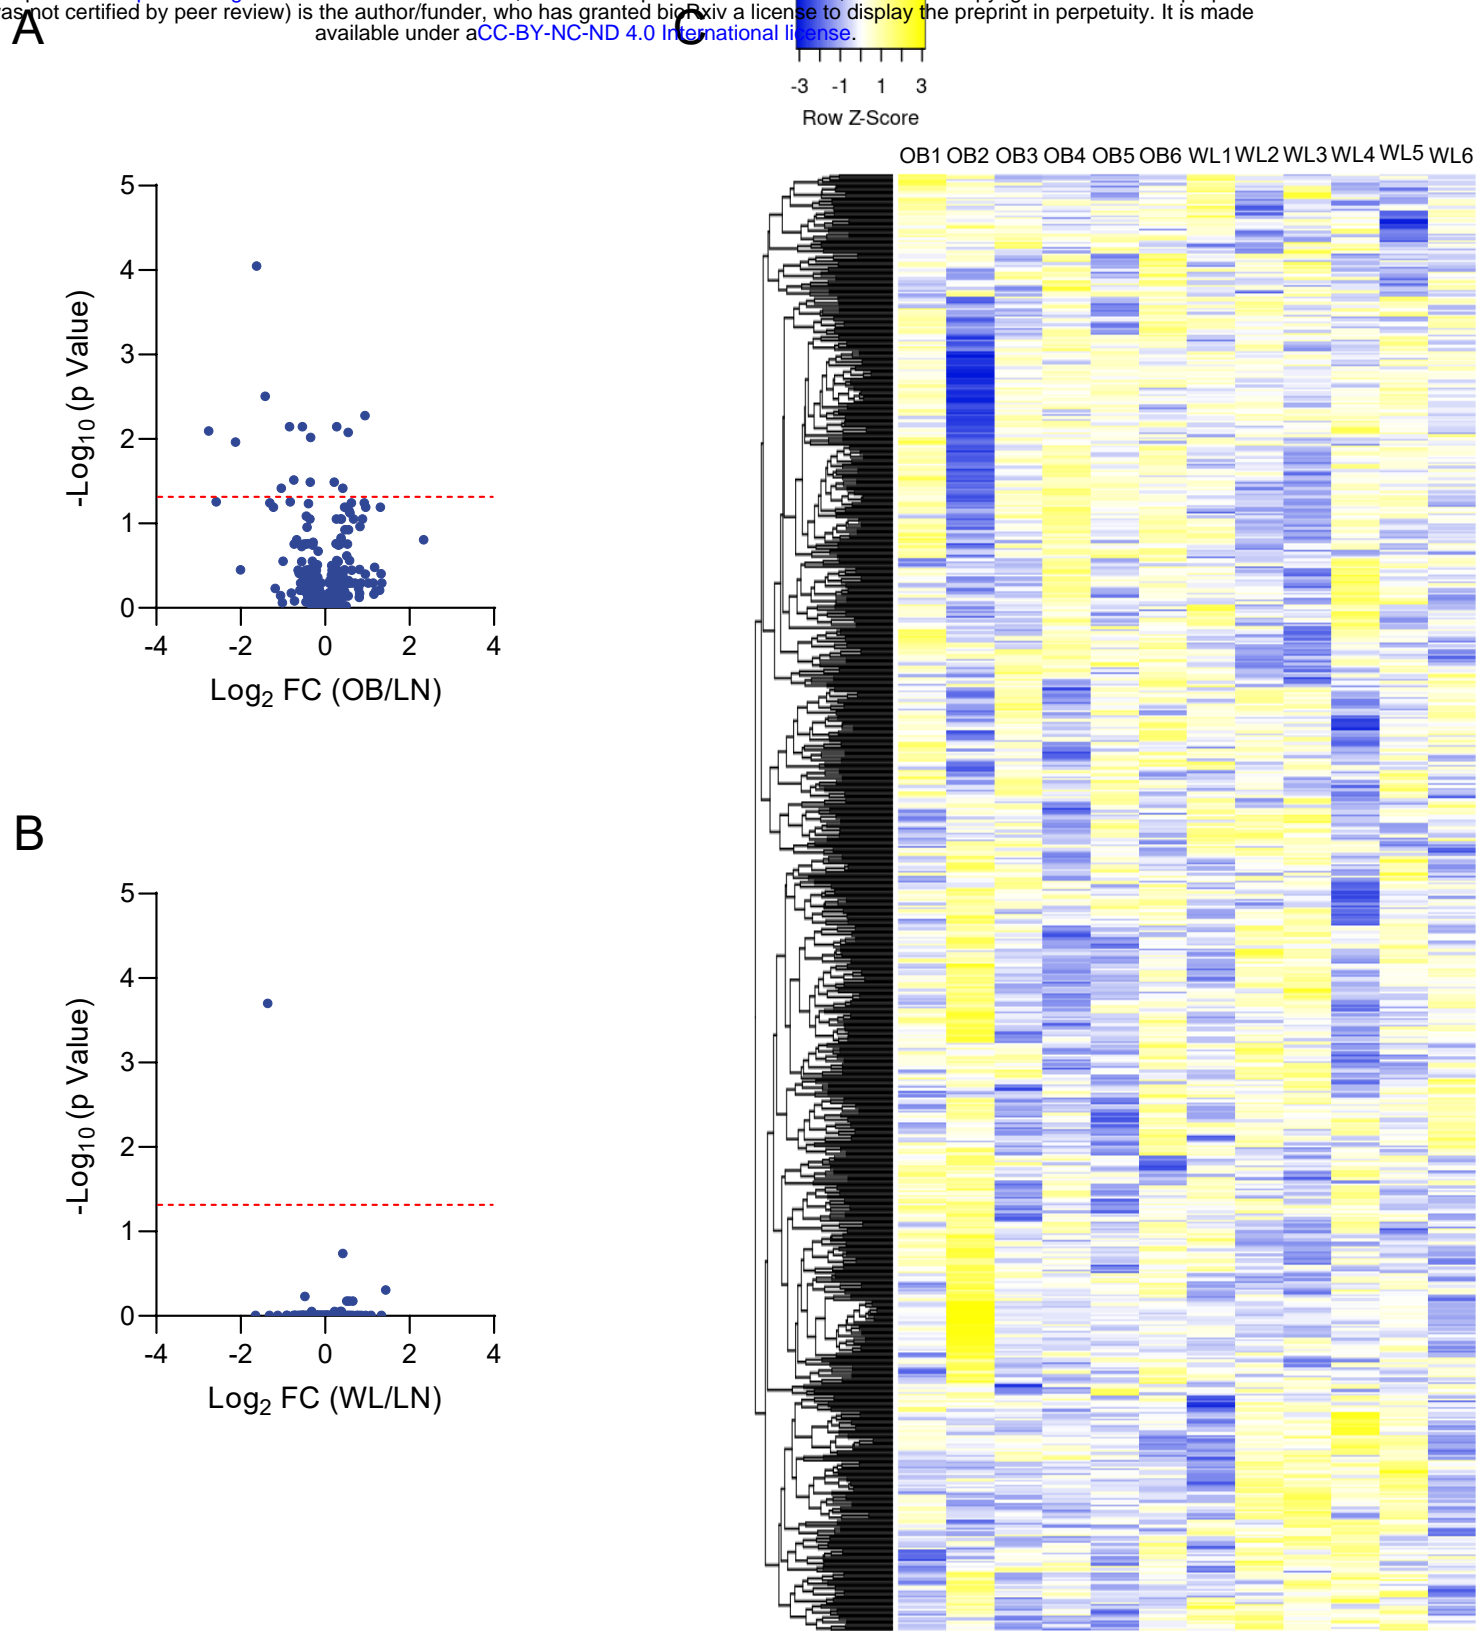 as not certified by peer review) is the author/funder, who has granted bioRxiv a license to display the preprint in perpetuity. It is made
available under aCC-BY-NC-ND 4.0 International license.
A
C
-3 -1 1 3
Row Z-Score
OB1 OB2 OB3 OB4 OB5 OB6 WL1 WL2 WL3 WL4 WL5 WL6
5
4
3
2
1
0
-Log10 (p Value)
-4 -2 0 2 4
Log2 FC (OB/LN)
B
5
4
3
2
1
0
-Log10 (p Value)
-4 -2 0 2 4
Log2 FC (WL/LN)